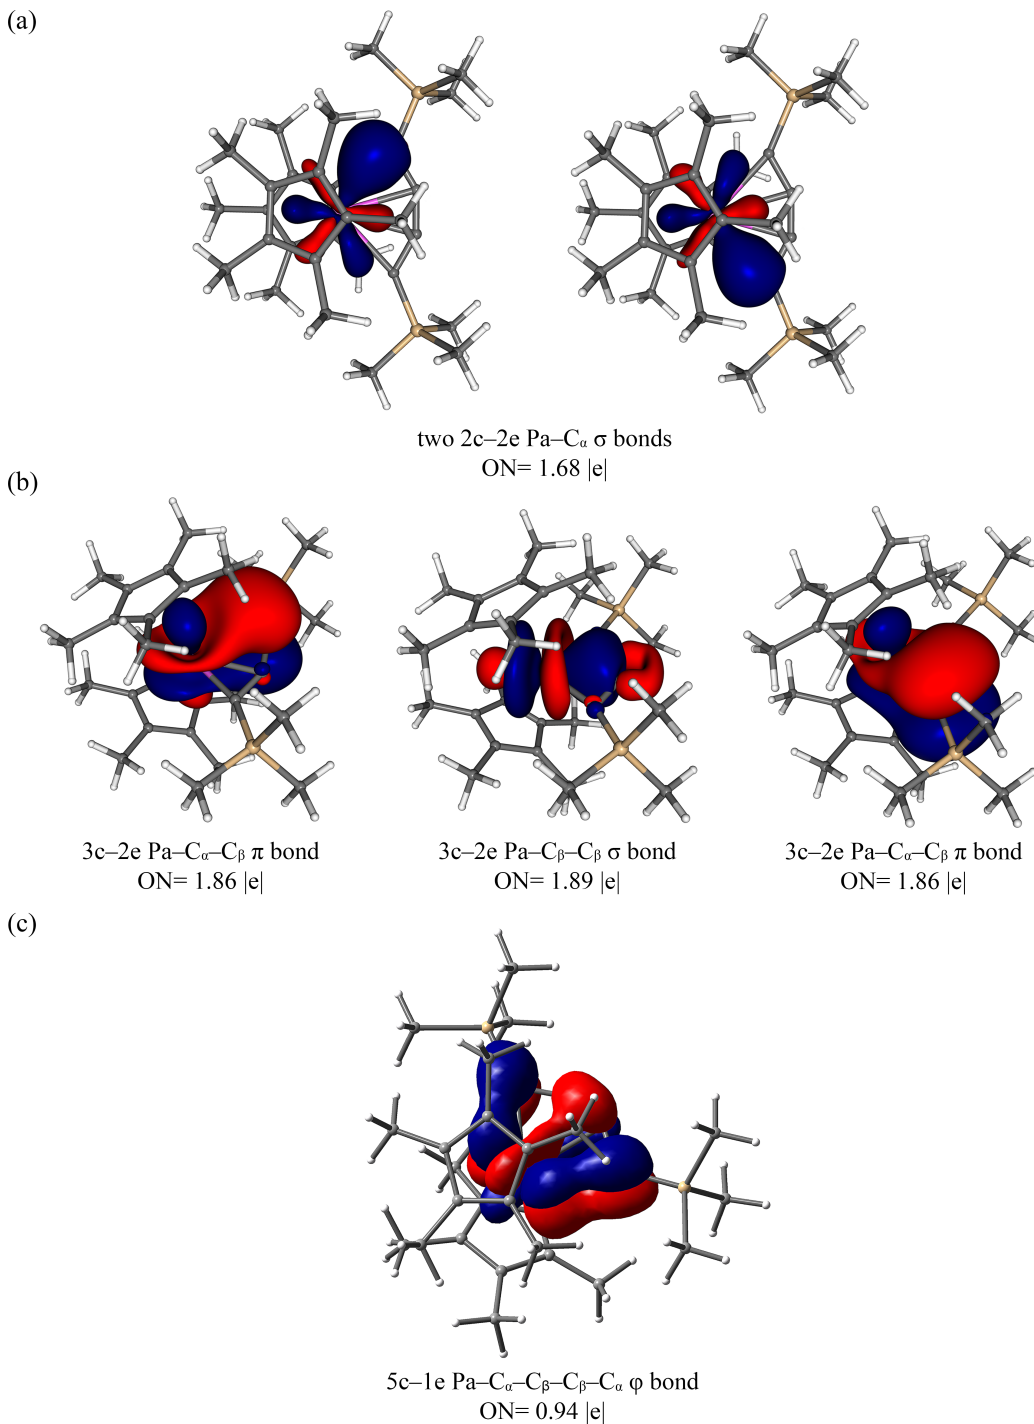 (a)
two 2c–2e Pa–Cα σ bonds
ON= 1.68 |e|
(b)
3c–2e Pa–Cα–Cβ π bond
ON= 1.86 |e|
3c–2e Pa–Cβ–Cβ σ bond
ON= 1.89 |e|
3c–2e Pa–Cα–Cβ π bond
ON= 1.86 |e|
(c)
5c–1e Pa–Cα–Cβ–Cβ–Cα φ bond
ON= 0.94 |e|